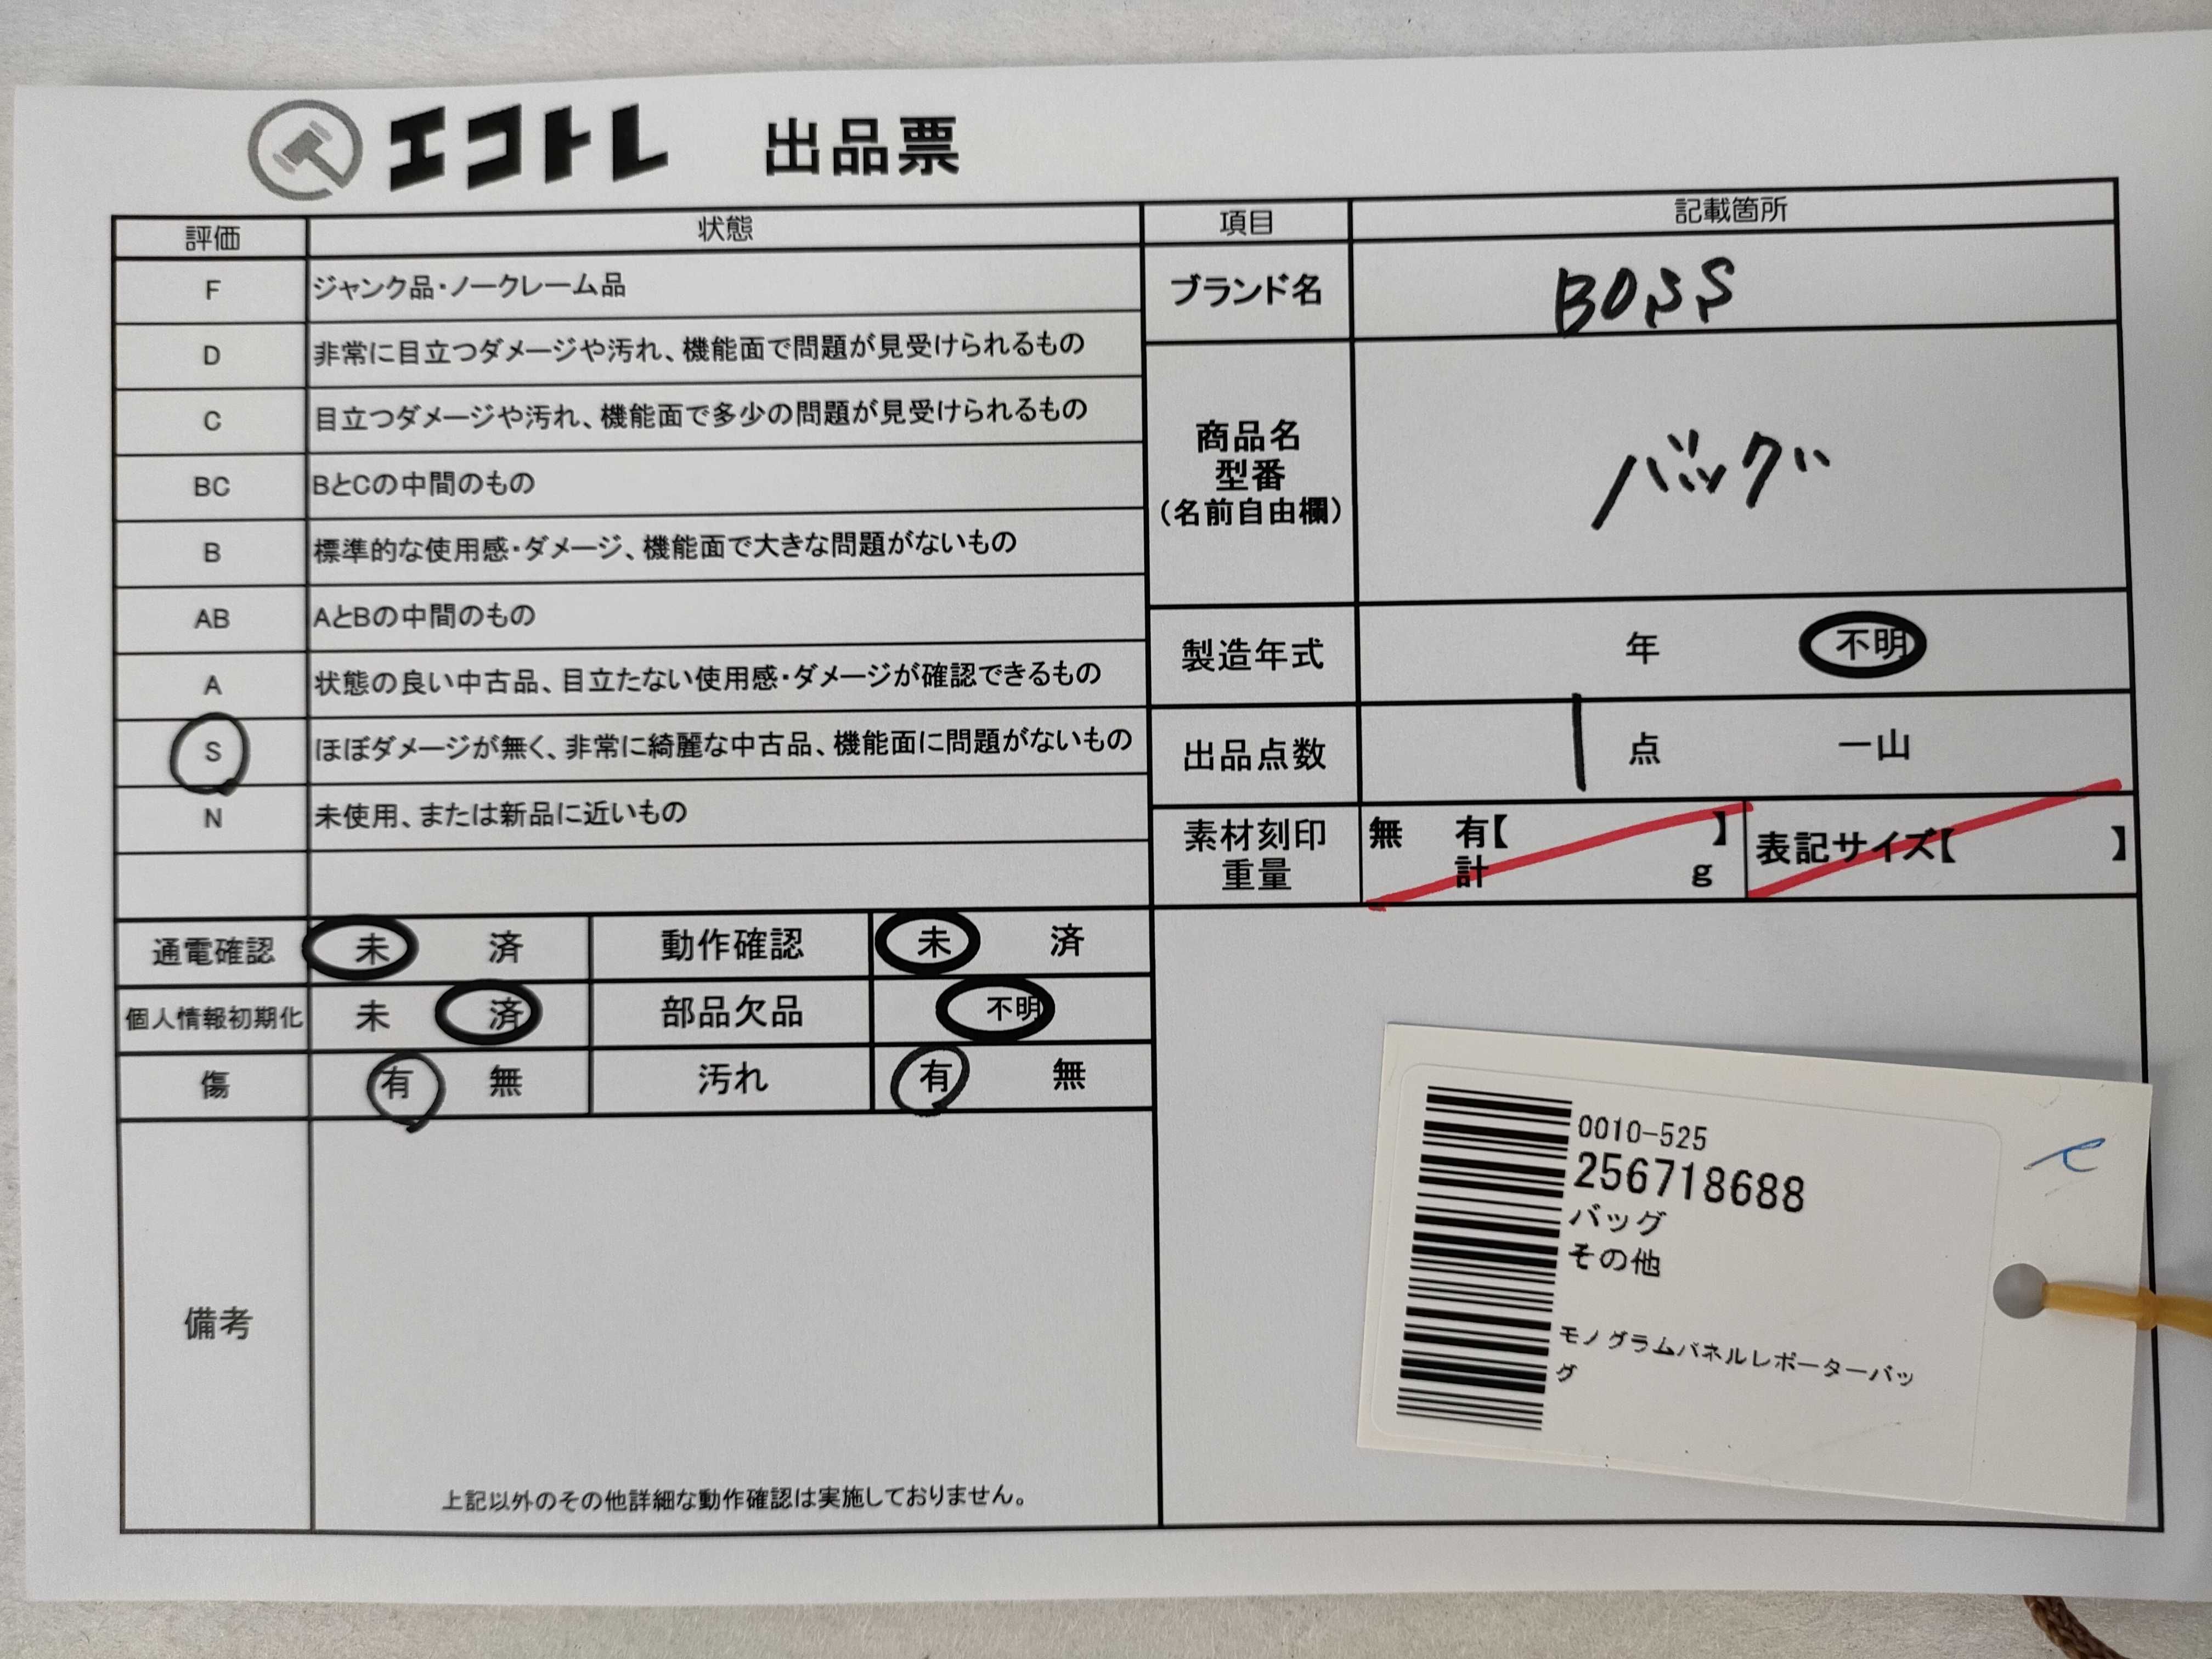 エコトレ 出品票
評価 状態 項目 記載箇所
F ジャンク品・ノークレーム品
D 非常に目立つダメージや汚れ、機能面で問題が見受けられるもの
C 目立つダメージや汚れ、機能面で多少の問題が見受けられるもの
BC BとCの中間のもの
B 標準的な使用感・ダメージ、機能面で大きな問題がないもの
AB AとBの中間のもの
A 状態の良い中古品、目立たない使用感・ダメージが確認できるもの
S ほぼダメージが無く、非常に綺麗な中古品、機能面に問題がないもの
N 未使用、または新品に近いもの
ブランド名 BOSS
商品名
型番
(名前自由欄)
バッグ
製造年式 年 不明
出品点数 1 点 一山
素材刻印 無 有【 】 表記サイズ【 】
重量 計 g
通電確認 未 済 動作確認 未 済
個人情報初期化 未 済 部品欠品 不明
傷 有 無 汚れ 有 無
備考
上記以外のその他詳細な動作確認は実施しておりません。
0010-525
256718688
バッグ
その他
モノグラムパネルレポーターバッ
グ